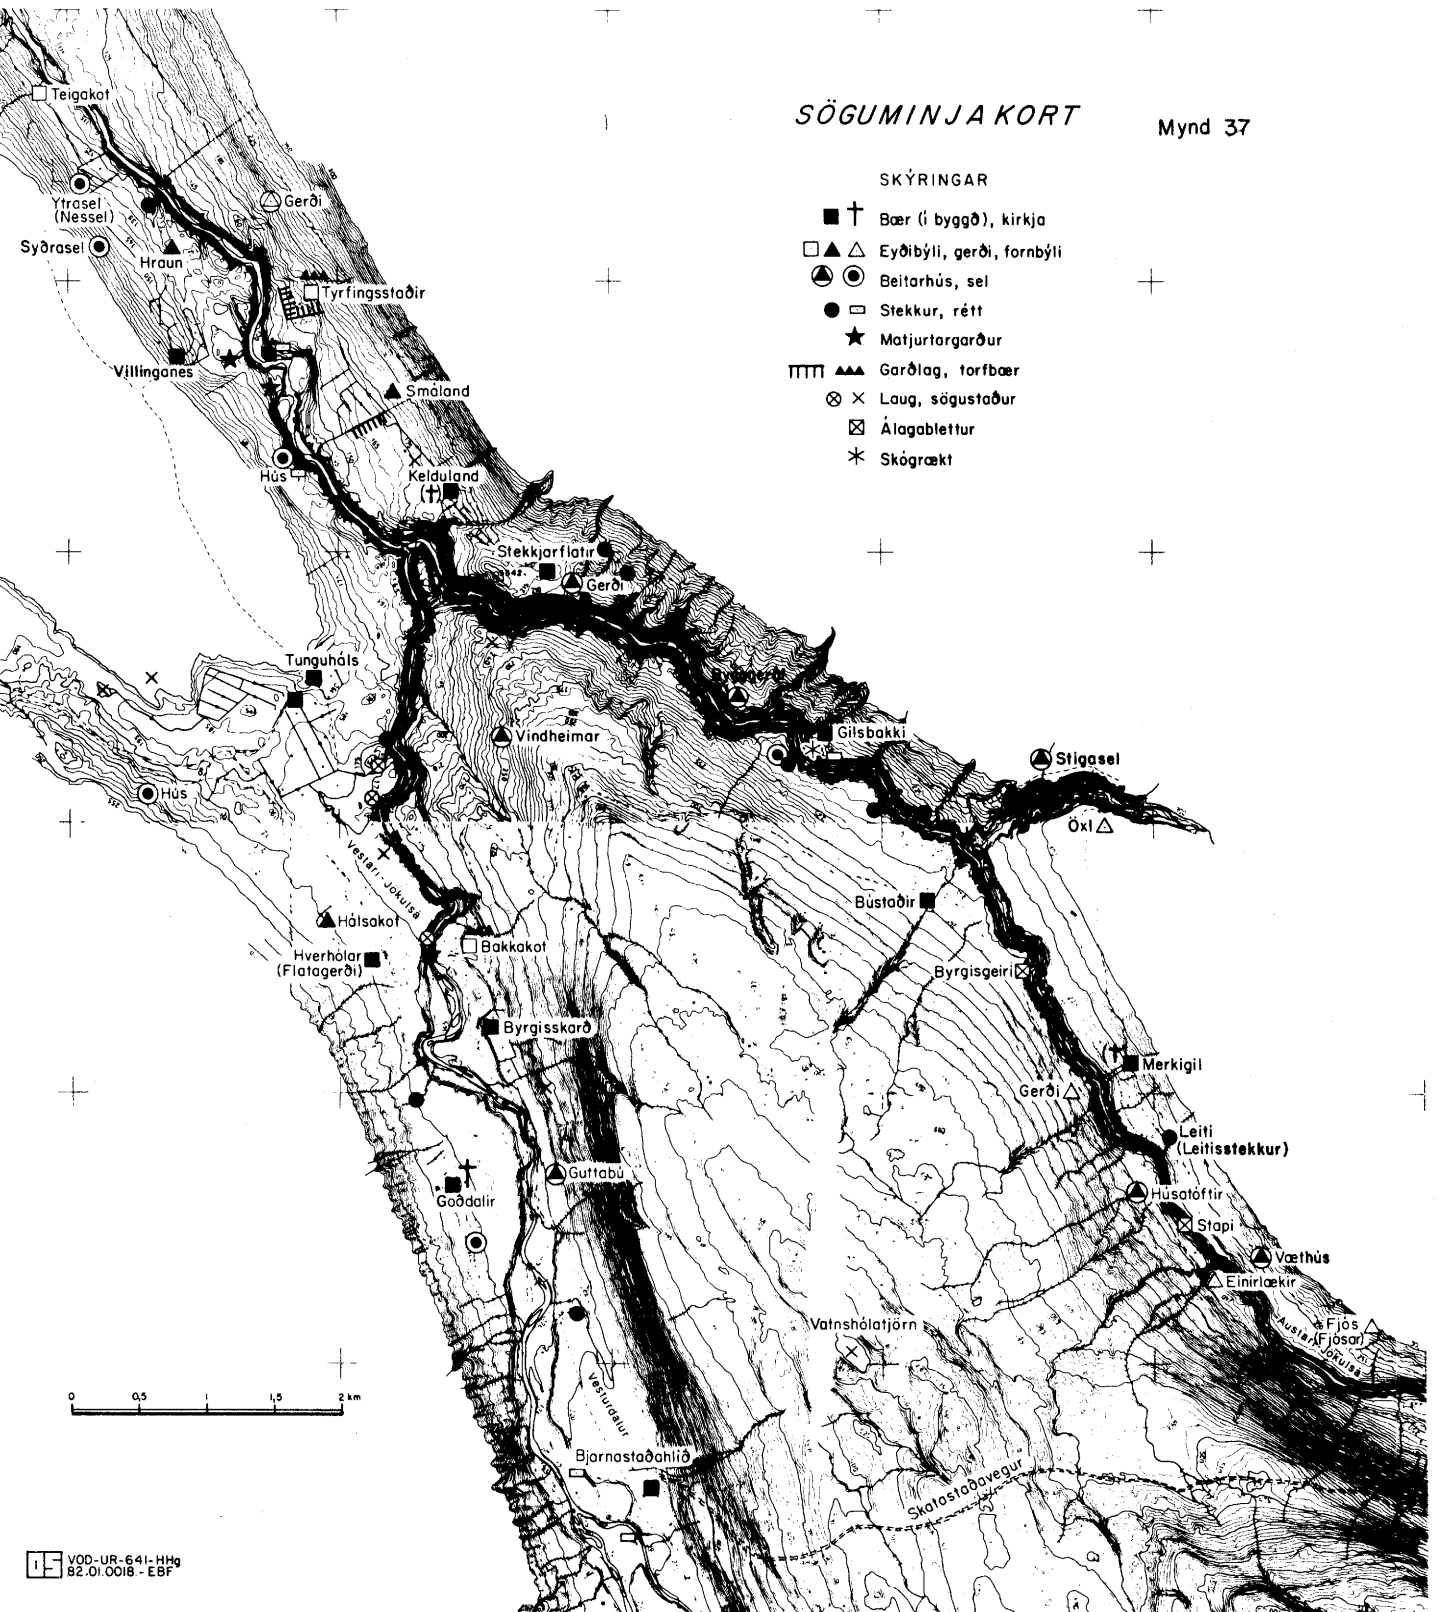 SÖGUMINJAKORT
Mynd 37
SKÝRINGAR
Bær (í byggð), kirkja
Eyðibýli, gerði, fornbýli
Beitarhús, sel
Stekkur, rétt
Matjurtargarður
Garðlag, torfbær
Laug, sögustaður
Álagablettur
Skógrækt
Teigakot
Ytrasel
(Nessel)
Gerði
Syðrasel
Hraun
Tyrfingsstaðir
Villinganes
Smáland
Hús
Kelduland
Stekkjarflatir
Gerði
Tunguháls
Bygggerði
Vindheimar
Gilsbakki
Stigasel
Hús
Öxl
Vestari-Jökulsá
Hálsakot
Bústaðir
Bakkakot
Hverhólar
(Flatagerði)
Byrgisgeiri
Byrgisskarð
Merkigil
Gerði
Leiti
(Leitisstekkur)
Guttabú
Goðdalir
Húsatóftir
Stapi
Væthús
Einirlækir
Fjós
(Fjósar)
Austari-Jökulsá
Vatnshólatjörn
0 0,5 1 1,5 2 km
Vesturdalur
Bjarnastaðahlíð
Skatastaðavegur
OS
VOD-UR-641-HHg
82.01.0018.-EBF